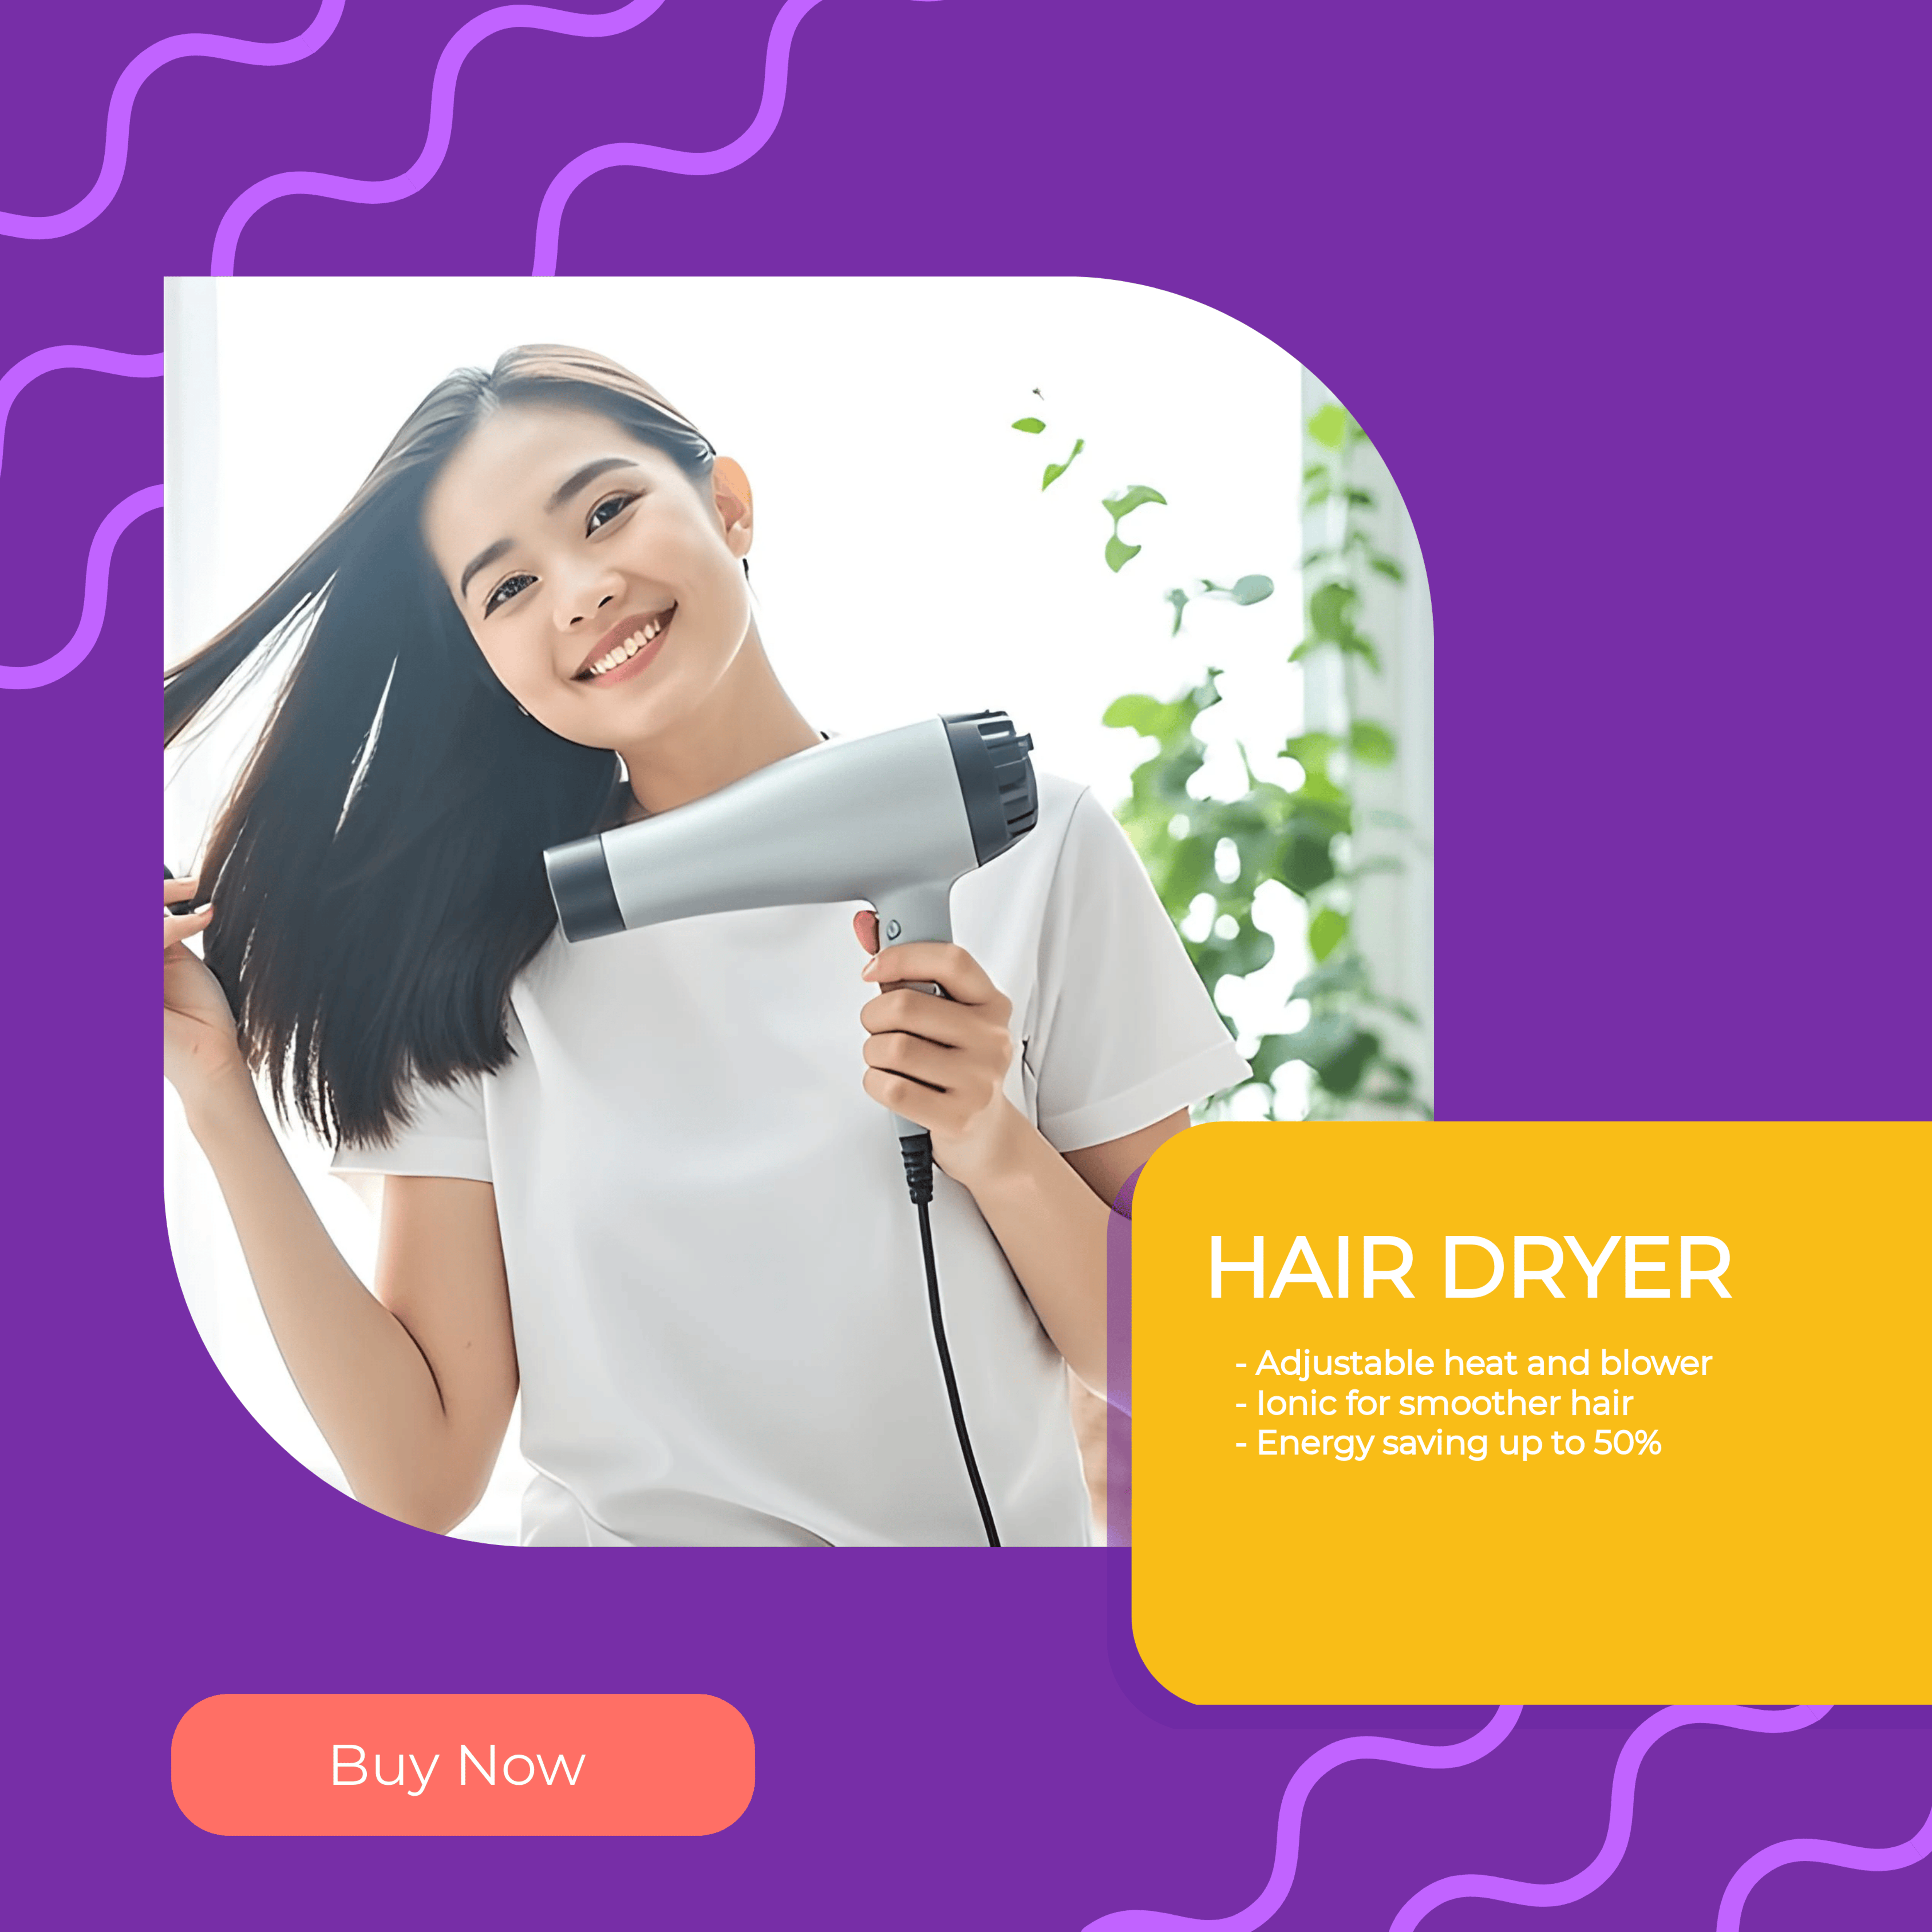 HAIR DRYER
- Adjustable heat and blower
- Ionic for smoother hair
- Energy saving up to 50%
Buy Now